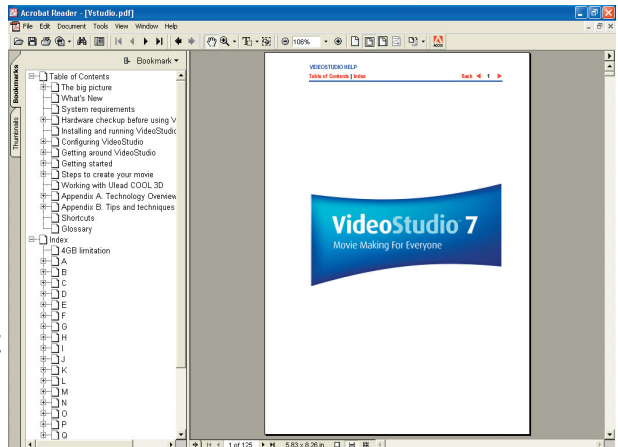 Acrobat Reader - [Vstudio.pdf]
File Edit Document Tools View Window Help
106%
Bookmarks
Thumbnails
Bookmark
Table of Contents
The big picture
What's New
System requirements
Hardware checkup before using V
Installing and running VideoStudio
Configuring VideoStudio
Getting around VideoStudio
Getting started
Steps to create your movie
Working with Ulead COOL 3D
Appendix A. Technology Overview
Appendix B. Tips and techniques
Shortcuts
Glossary
Index
4GB limitation
A
B
C
D
E
F
G
H
I
J
K
L
M
N
O
P
Q
VIDEOSTUDIO HELP
Table of Contents | Index Back 1
VideoStudio 7
Movie Making For Everyone
1 of 125 5.83 x 8.26 in